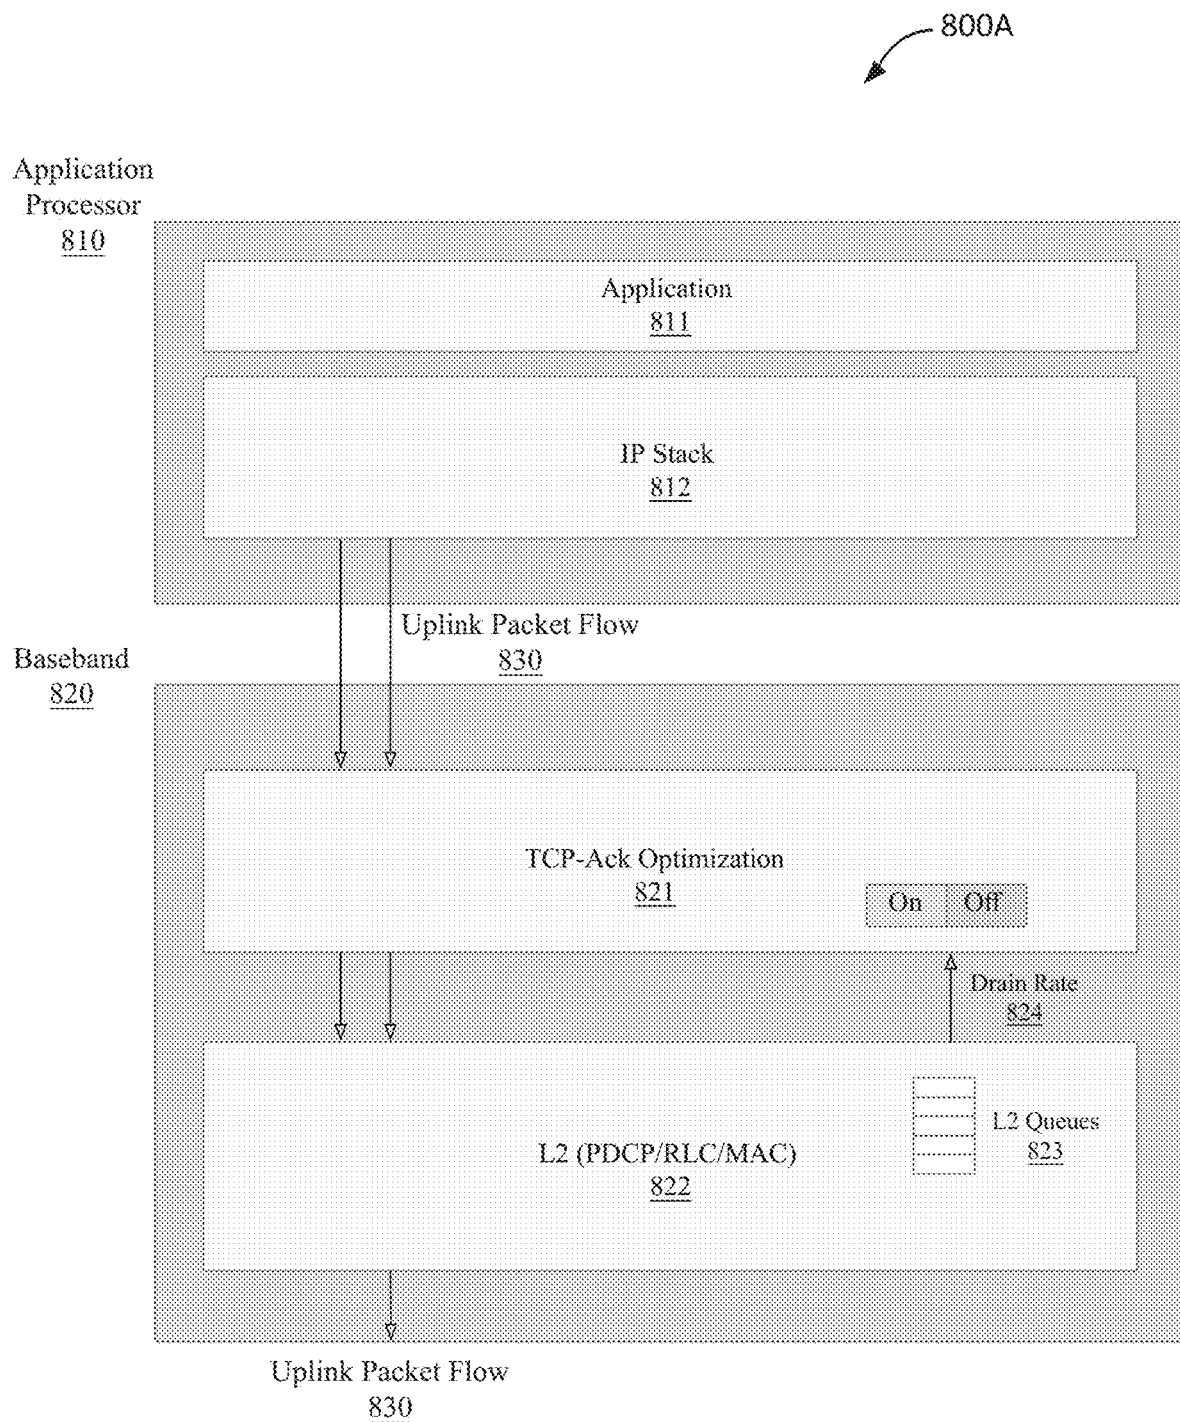 800A
Application
Processor
810
Application
811
IP Stack
812
Uplink Packet Flow
830
Baseband
820
TCP-Ack Optimization
821
On Off
Drain Rate
824
L2 Queues
823
L2 (PDCP/RLC/MAC)
822
Uplink Packet Flow
830